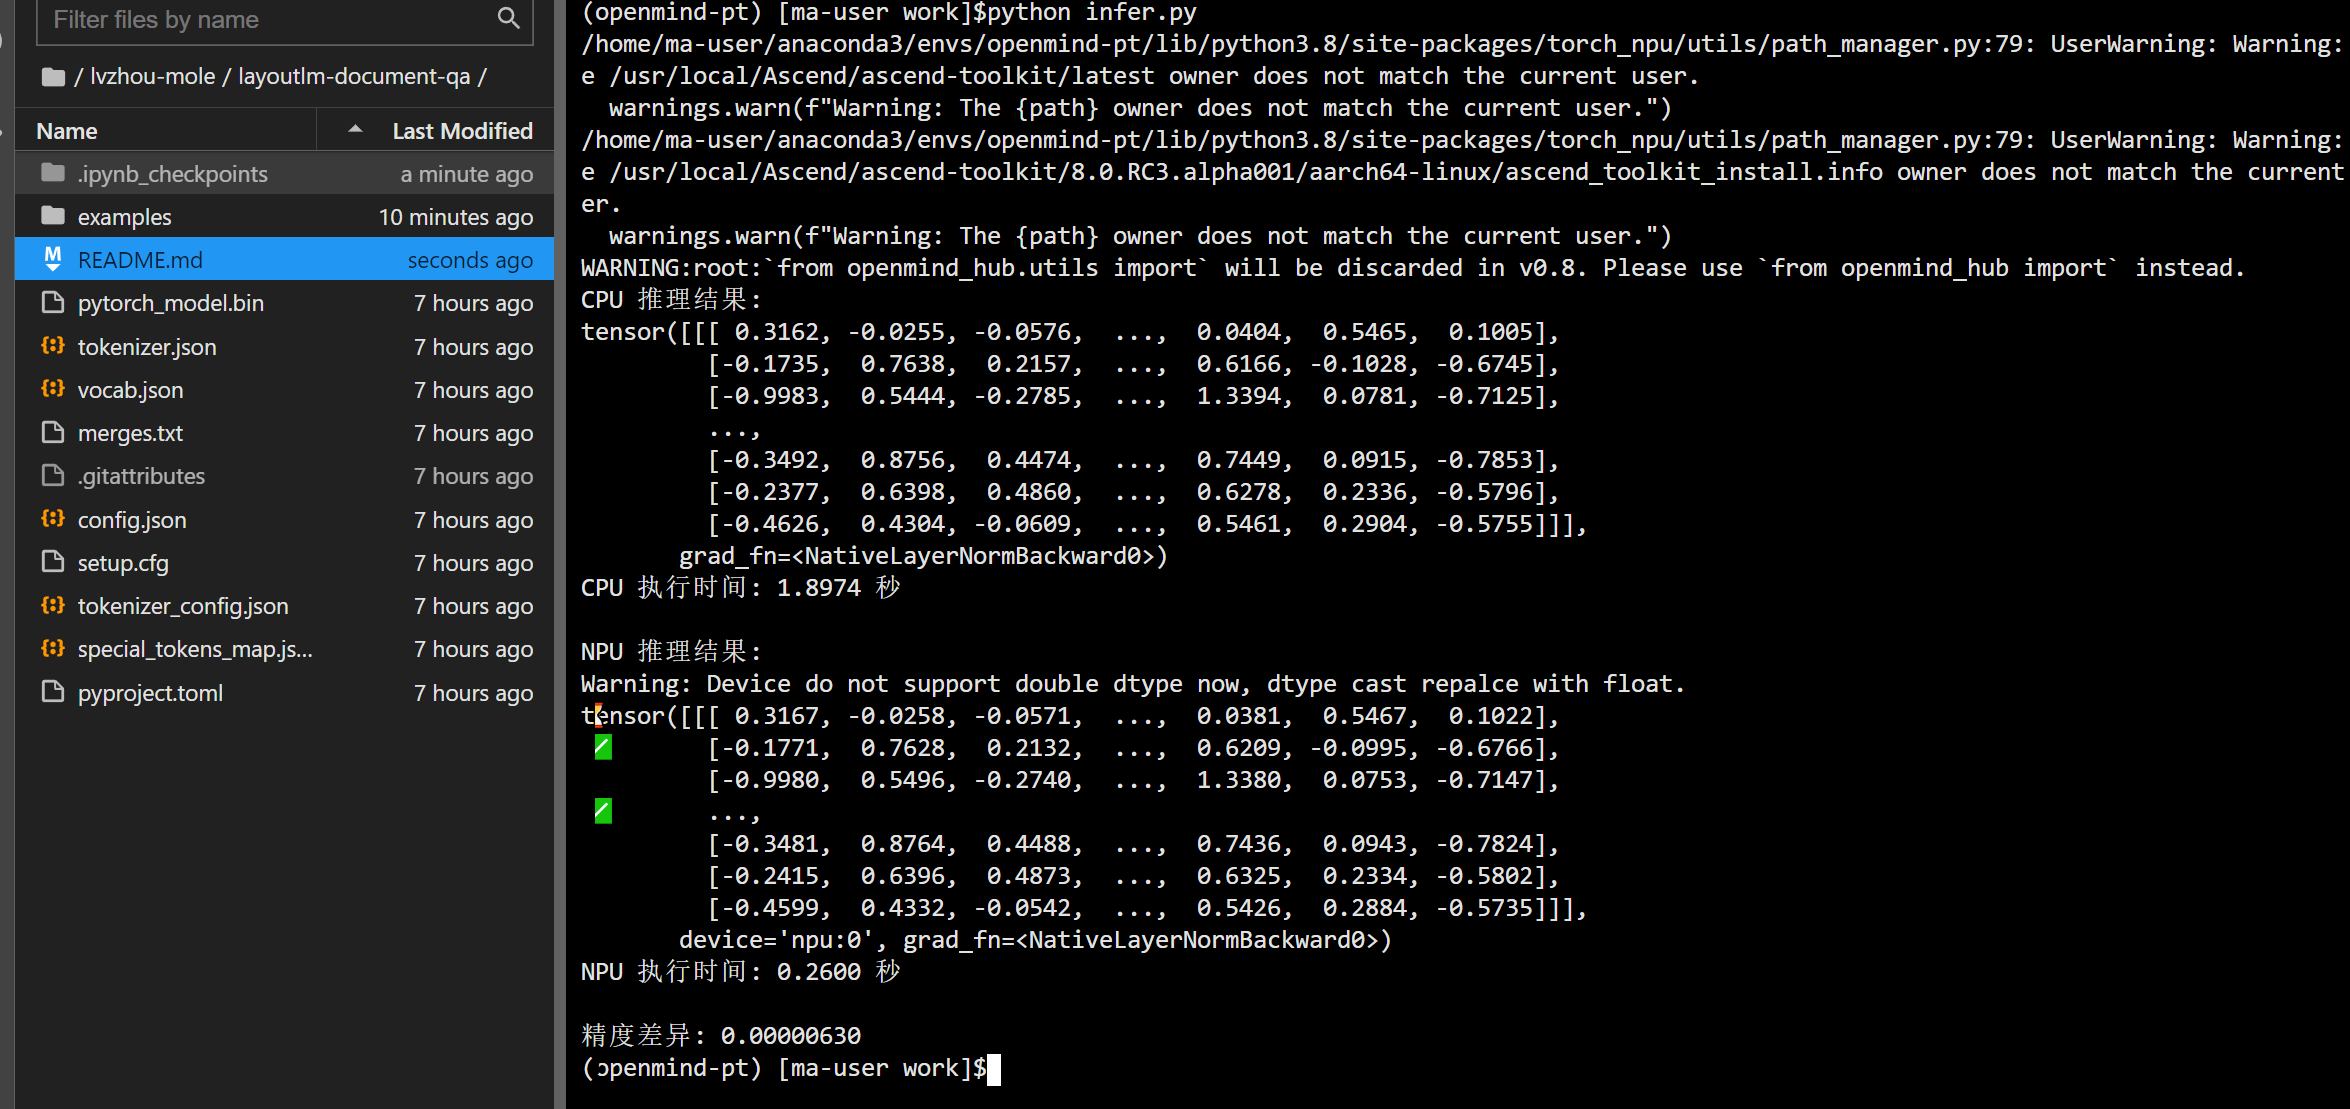 Filter files by name
/ lvzhou-mole / layoutlm-document-qa /
Name Last Modified
.ipynb_checkpoints a minute ago
examples 10 minutes ago
README.md seconds ago
pytorch_model.bin 7 hours ago
tokenizer.json 7 hours ago
vocab.json 7 hours ago
merges.txt 7 hours ago
.gitattributes 7 hours ago
config.json 7 hours ago
setup.cfg 7 hours ago
tokenizer_config.json 7 hours ago
special_tokens_map.js... 7 hours ago
pyproject.toml 7 hours ago
(openmind-pt) [ma-user work]$python infer.py
/home/ma-user/anaconda3/envs/openmind-pt/lib/python3.8/site-packages/torch_npu/utils/path_manager.py:79: UserWarning: Warning:
e /usr/local/Ascend/ascend-toolkit/latest owner does not match the current user.
  warnings.warn(f"Warning: The {path} owner does not match the current user.")
/home/ma-user/anaconda3/envs/openmind-pt/lib/python3.8/site-packages/torch_npu/utils/path_manager.py:79: UserWarning: Warning:
e /usr/local/Ascend/ascend-toolkit/8.0.RC3.alpha001/aarch64-linux/ascend_toolkit_install.info owner does not match the current
er.
  warnings.warn(f"Warning: The {path} owner does not match the current user.")
WARNING:root:`from openmind_hub.utils import` will be discarded in v0.8. Please use `from openmind_hub import` instead.
CPU 推理结果:
tensor([[[ 0.3162, -0.0255, -0.0576,  ...,  0.0404,  0.5465,  0.1005],
         [-0.1735,  0.7638,  0.2157,  ...,  0.6166, -0.1028, -0.6745],
         [-0.9983,  0.5444, -0.2785,  ...,  1.3394,  0.0781, -0.7125],
         ...,
         [-0.3492,  0.8756,  0.4474,  ...,  0.7449,  0.0915, -0.7853],
         [-0.2377,  0.6398,  0.4860,  ...,  0.6278,  0.2336, -0.5796],
         [-0.4626,  0.4304, -0.0609,  ...,  0.5461,  0.2904, -0.5755]]],
       grad_fn=<NativeLayerNormBackward0>)
CPU 执行时间: 1.8974 秒
NPU 推理结果:
Warning: Device do not support double dtype now, dtype cast repalce with float.
tensor([[[ 0.3167, -0.0258, -0.0571,  ...,  0.0381,  0.5467,  0.1022],
         [-0.1771,  0.7628,  0.2132,  ...,  0.6209, -0.0995, -0.6766],
         [-0.9980,  0.5496, -0.2740,  ...,  1.3380,  0.0753, -0.7147],
         ...,
         [-0.3481,  0.8764,  0.4488,  ...,  0.7436,  0.0943, -0.7824],
         [-0.2415,  0.6396,  0.4873,  ...,  0.6325,  0.2334, -0.5802],
         [-0.4599,  0.4332, -0.0542,  ...,  0.5426,  0.2884, -0.5735]]],
       device='npu:0', grad_fn=<NativeLayerNormBackward0>)
NPU 执行时间: 0.2600 秒
精度差异: 0.00000630
(openmind-pt) [ma-user work]$